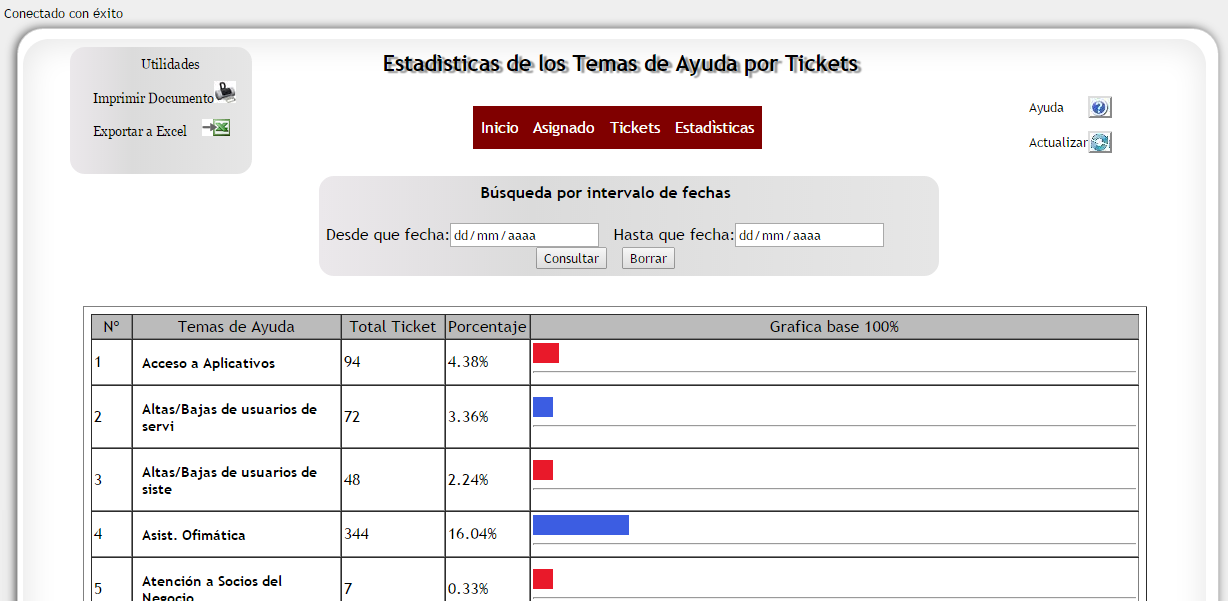 Conectado con éxito
Utilidades
Imprimir Documento
Exportar a Excel
Estadìsticas de los Temas de Ayuda por Tickets
Inicio Asignado Tickets Estadìsticas
Ayuda
Actualizar
Búsqueda por intervalo de fechas
Desde que fecha: dd/mm/aaaa Hasta que fecha: dd/mm/aaaa
Consultar Borrar
Nº Temas de Ayuda Total Ticket Porcentaje Grafica base 100%
1 Acceso a Aplicativos 94 4.38%
2 Altas/Bajas de usuarios de
servi 72 3.36%
3 Altas/Bajas de usuarios de
siste 48 2.24%
4 Asist. Ofimática 344 16.04%
5 Atención a Socios del
Negocio 7 0.33%